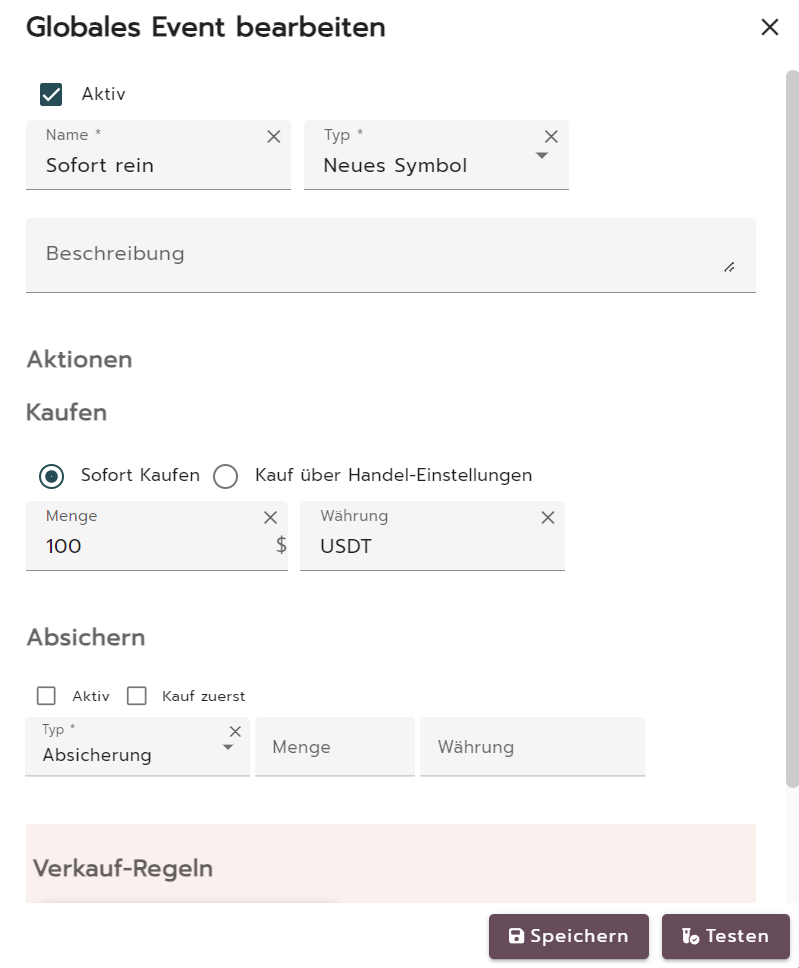 Globales Event bearbeiten
Aktiv
Name * Typ *
Sofort rein Neues Symbol
Beschreibung
Aktionen
Kaufen
Sofort Kaufen Kauf über Handel-Einstellungen
Menge Währung
100 $ USDT
Absichern
Aktiv Kauf zuerst
Typ *
Absicherung Menge Währung
Verkauf-Regeln
Speichern Testen